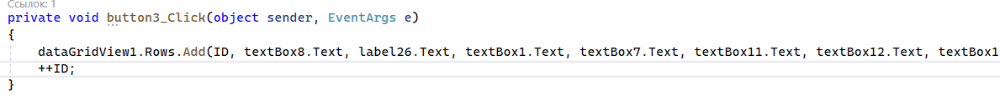 Ссылок: 1
private void button3_Click(object sender, EventArgs e)
{
dataGridView1.Rows.Add(ID, textBox8.Text, label26.Text, textBox1.Text, textBox7.Text, textBox11.Text, textBox12.Text, textBox1
++ID;
}